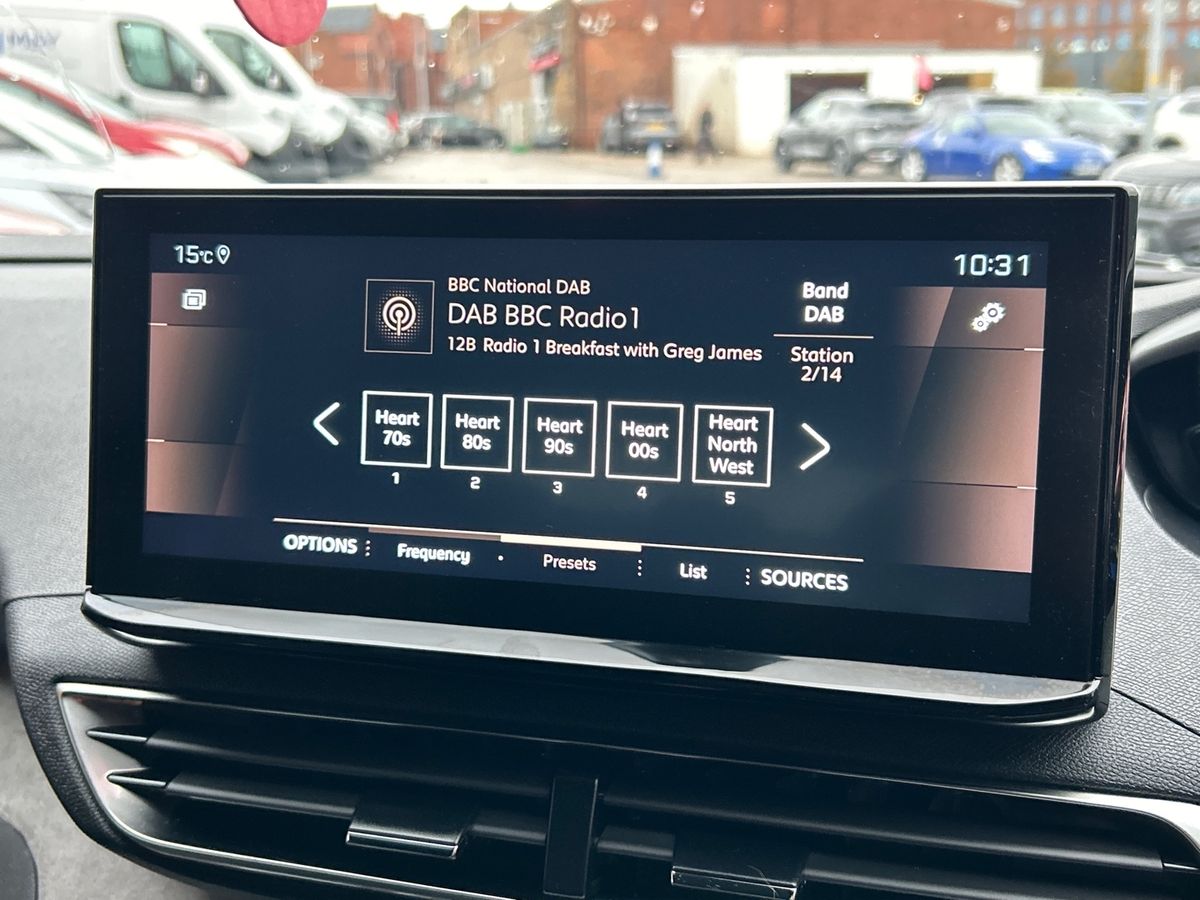 15°C
10:31
BBC National DAB
DAB BBC Radio 1
12B Radio 1 Breakfast with Greg James
Band
DAB
Station
2/14
Heart
70s
1
Heart
80s
2
Heart
90s
3
Heart
00s
4
Heart
North
West
5
OPTIONS
Frequency
Presets
List
SOURCES